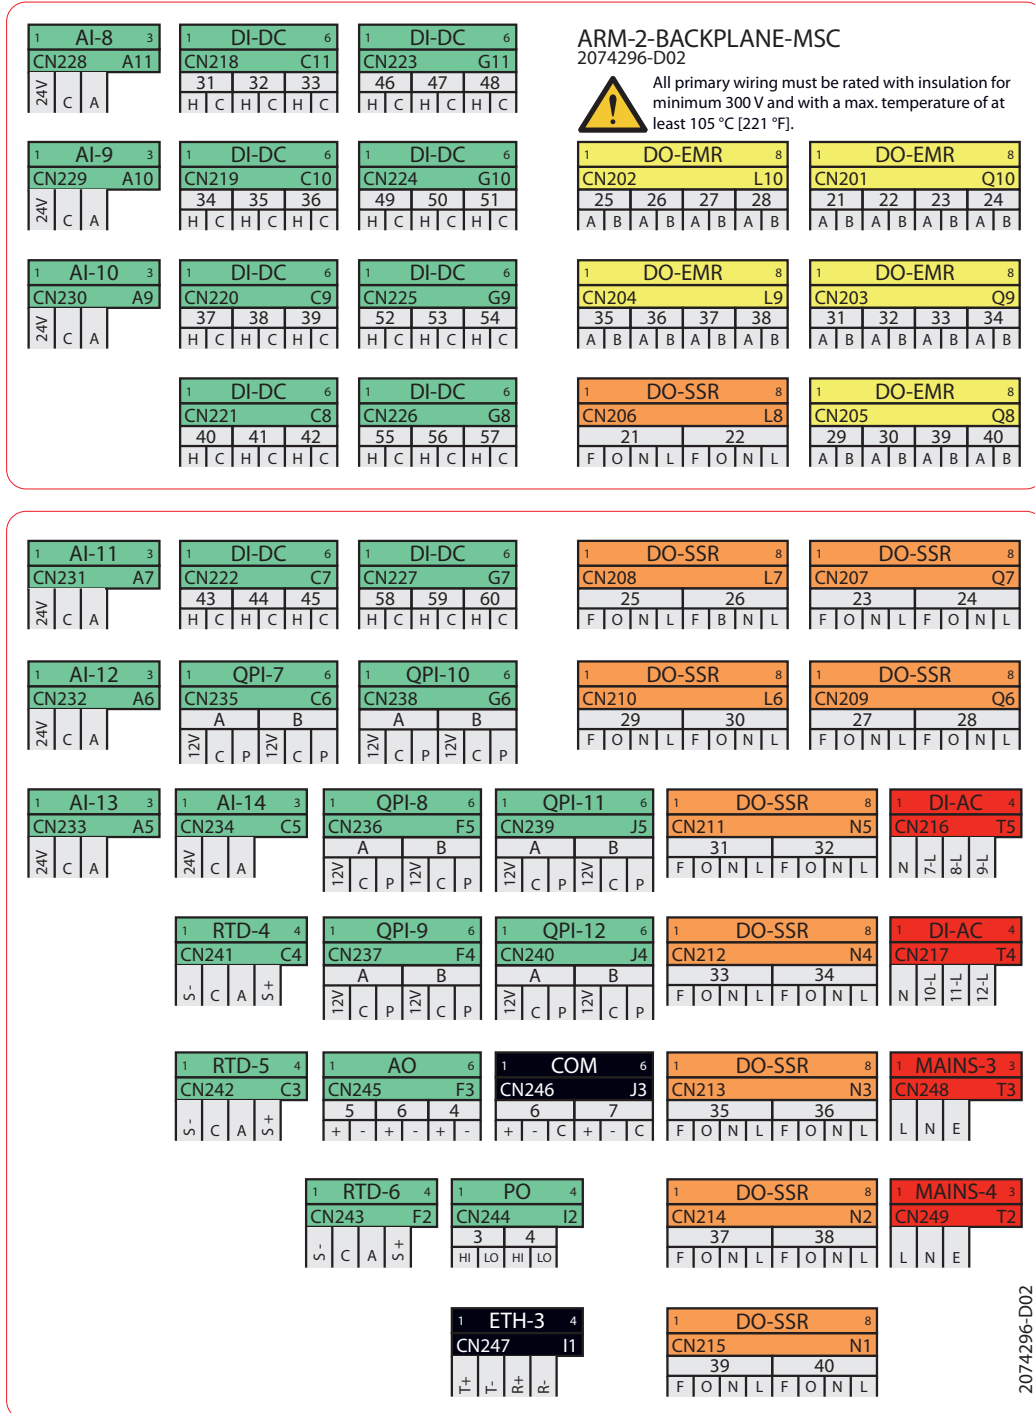 ARM-2-BACKPLANE-MSC
2074296-D02
All primary wiring must be rated with insulation for
minimum 300 V and with a max. temperature of at
least 105 °C [221 °F].
1 AI-8 3
CN228 A11
24V C A
1 DI-DC 6
CN218 C11
31 32 33
H C H C H C
1 DI-DC 6
CN223 G11
46 47 48
H C H C H C
1 AI-9 3
CN229 A10
24V C A
1 DI-DC 6
CN219 C10
34 35 36
H C H C H C
1 DI-DC 6
CN224 G10
49 50 51
H C H C H C
1 DO-EMR 8
CN202 L10
25 26 27 28
A B A B A B A B
1 DO-EMR 8
CN201 Q10
21 22 23 24
A B A B A B A B
1 AI-10 3
CN230 A9
24V C A
1 DI-DC 6
CN220 C9
37 38 39
H C H C H C
1 DI-DC 6
CN225 G9
52 53 54
H C H C H C
1 DO-EMR 8
CN204 L9
35 36 37 38
A B A B A B A B
1 DO-EMR 8
CN203 Q9
31 32 33 34
A B A B A B A B
1 DI-DC 6
CN221 C8
40 41 42
H C H C H C
1 DI-DC 6
CN226 G8
55 56 57
H C H C H C
1 DO-SSR 8
CN206 L8
21 22
F O N L F O N L
1 DO-EMR 8
CN205 Q8
29 30 39 40
A B A B A B A B
1 AI-11 3
CN231 A7
24V C A
1 DI-DC 6
CN222 C7
43 44 45
H C H C H C
1 DI-DC 6
CN227 G7
58 59 60
H C H C H C
1 DO-SSR 8
CN208 L7
25 26
F O N L F B N L
1 DO-SSR 8
CN207 Q7
23 24
F O N L F O N L
1 AI-12 3
CN232 A6
24V C A
1 QPI-7 6
CN235 C6
A B
12V C P 12V C P
1 QPI-10 6
CN238 G6
A B
12V C P 12V C P
1 DO-SSR 8
CN210 L6
29 30
F O N L F O N L
1 DO-SSR 8
CN209 Q6
27 28
F O N L F O N L
1 AI-13 3
CN233 A5
24V C A
1 AI-14 3
CN234 C5
24V C A
1 QPI-8 6
CN236 F5
A B
12V C P 12V C P
1 QPI-11 6
CN239 J5
A B
12V C P 12V C P
1 DO-SSR 8
CN211 N5
31 32
F O N L F O N L
1 DI-AC 4
CN216 T5
N 7-L 8-L 9-L
1 RTD-4 4
CN241 C4
S- C A S+
1 QPI-9 6
CN237 F4
A B
12V C P 12V C P
1 QPI-12 6
CN240 J4
A B
12V C P 12V C P
1 DO-SSR 8
CN212 N4
33 34
F O N L F O N L
1 DI-AC 4
CN217 T4
N 10-L 11-L 12-L
1 RTD-5 4
CN242 C3
S- C A S+
1 AO 6
CN245 F3
5 6 4
+ - + - + -
1 COM 6
CN246 J3
6 7
+ - C + - C
1 DO-SSR 8
CN213 N3
35 36
F O N L F O N L
1 MAINS-3 3
CN248 T3
L N E
1 RTD-6 4
CN243 F2
S- C A S+
1 PO 4
CN244 I2
3 4
HI LO HI LO
1 DO-SSR 8
CN214 N2
37 38
F O N L F O N L
1 MAINS-4 3
CN249 T2
L N E
1 ETH-3 4
CN247 I1
T+ T- R+ R-
1 DO-SSR 8
CN215 N1
39 40
F O N L F O N L
2074296-D02